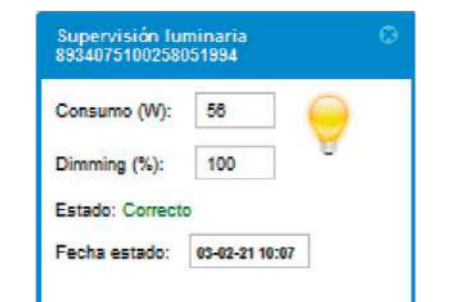 Supervisión luminaria
8934075100258051994
Consumo (W): 56
Dimming (%): 100
Estado: Correcto
Fecha estado: 03-02-21 10:07